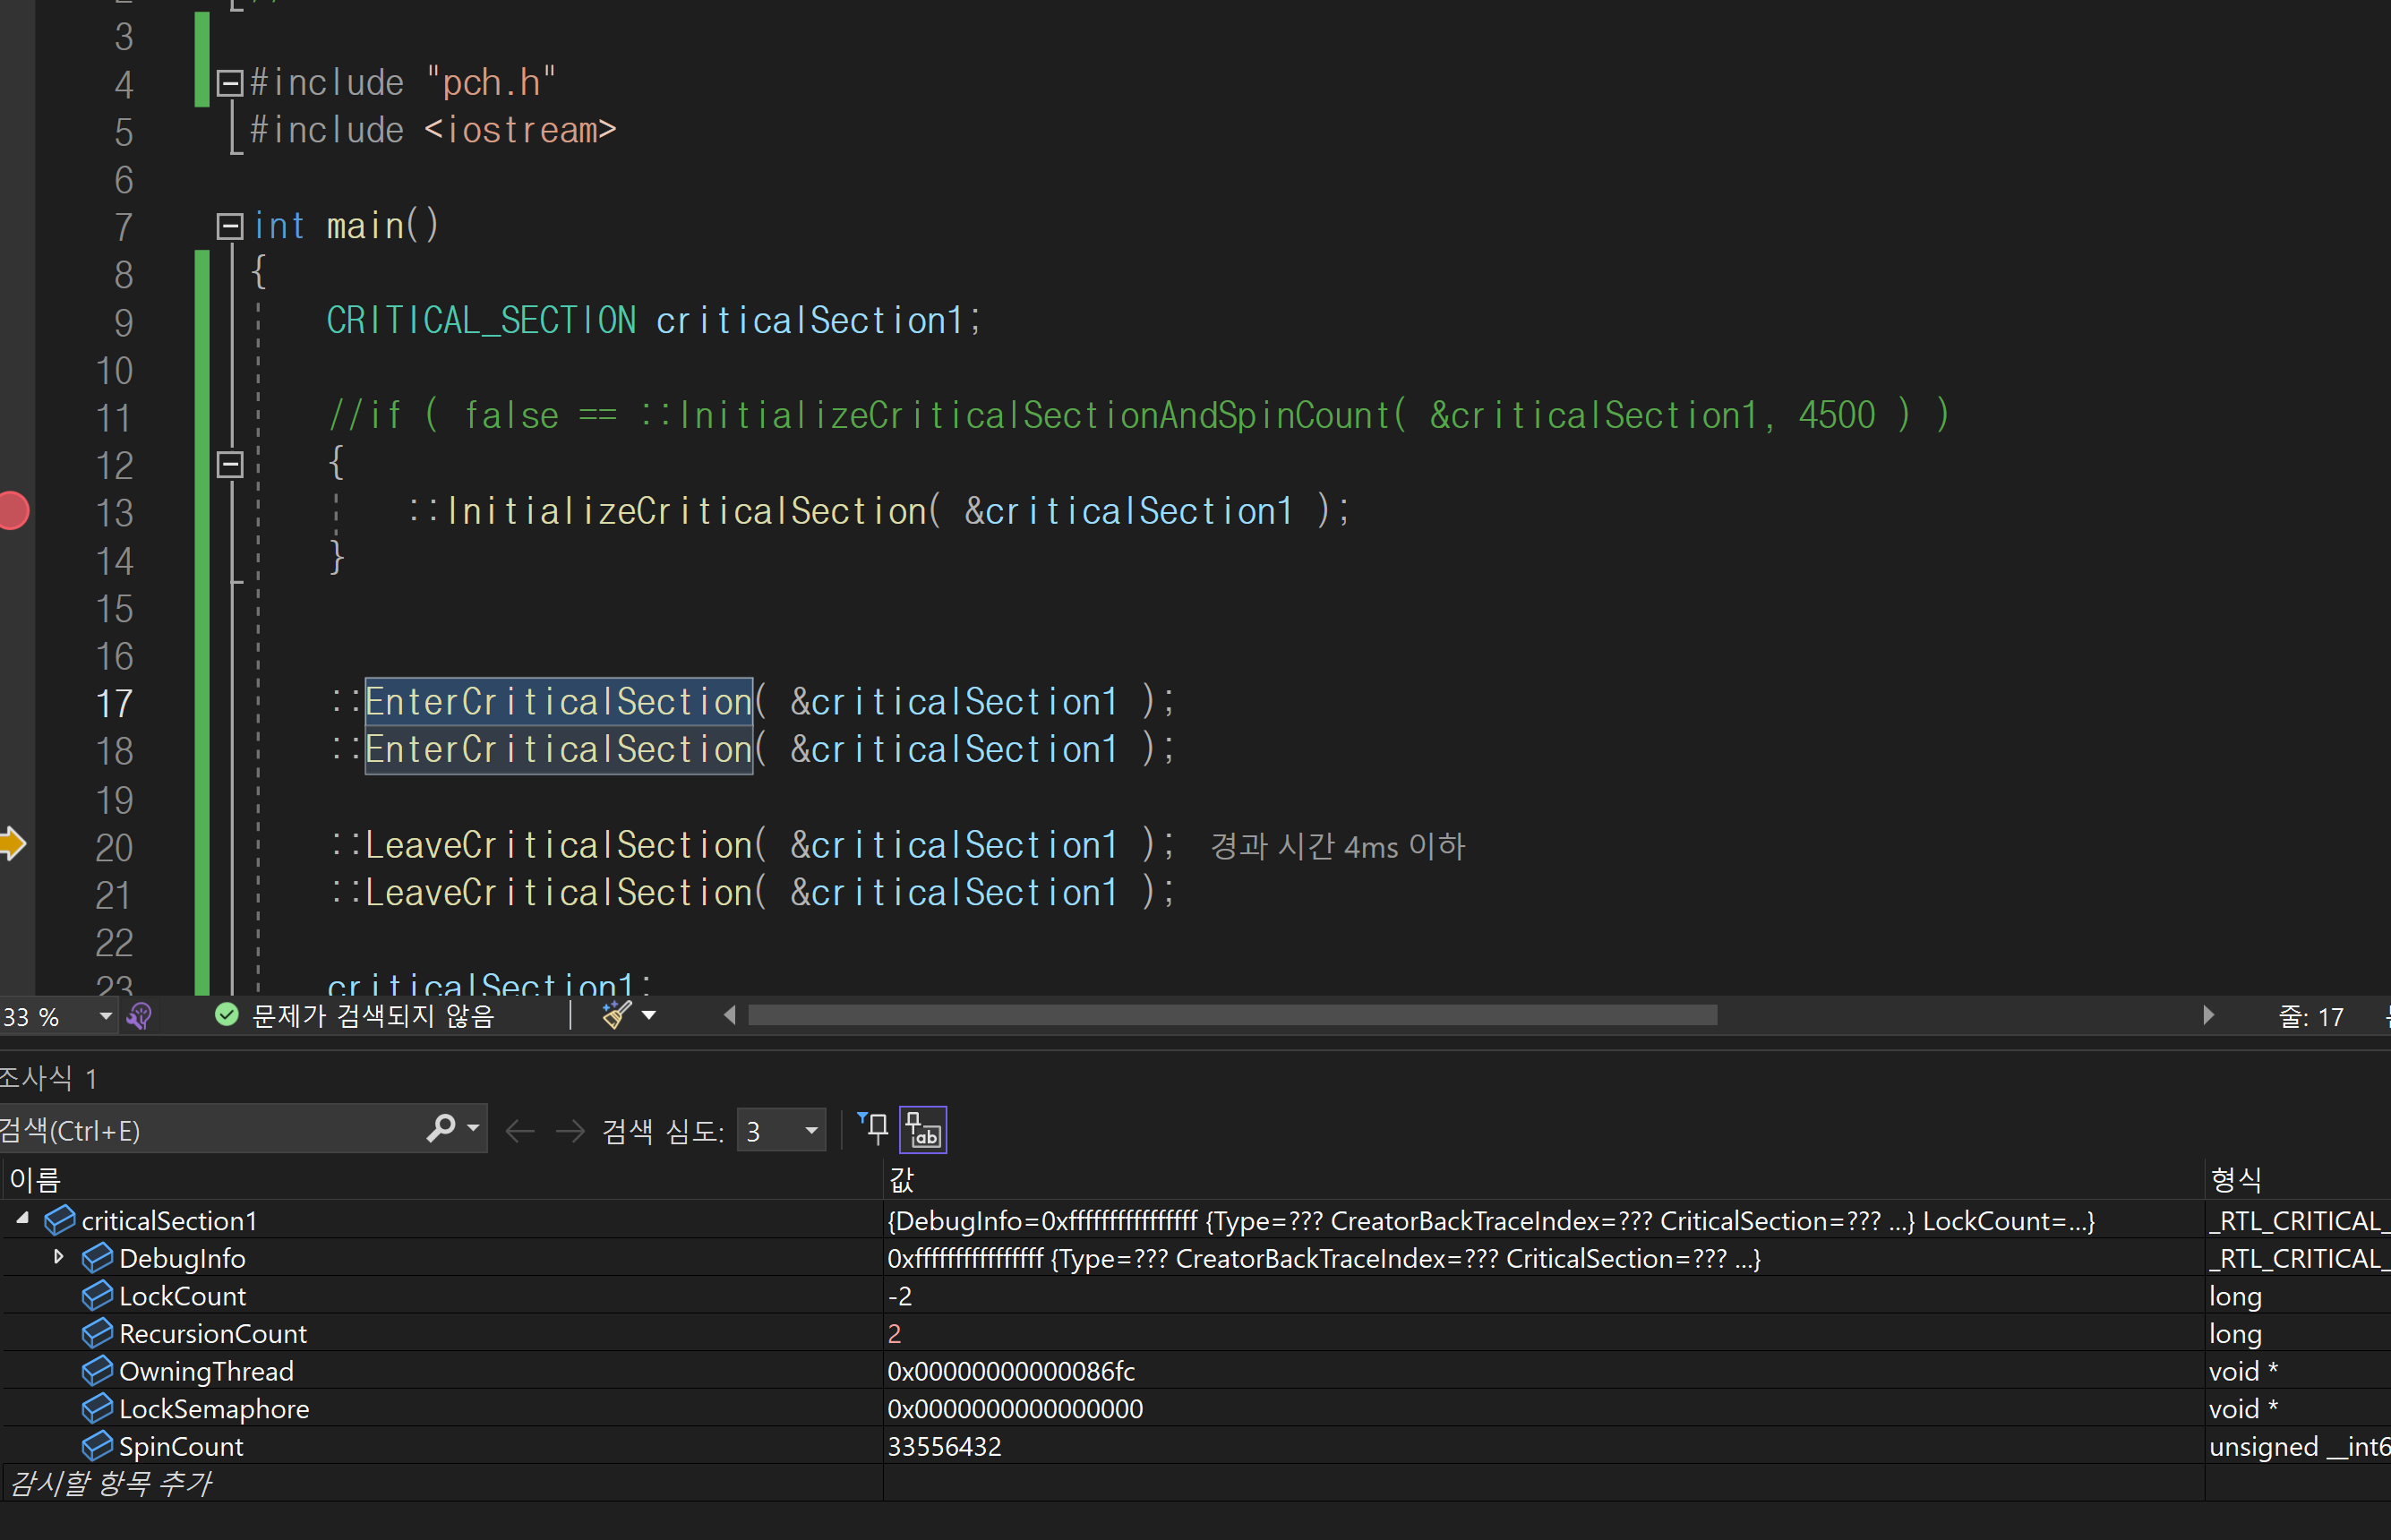 3
4 #include "pch.h"
5 #include <iostream>
6
7 int main()
8 {
9 CRITICAL_SECTION criticalSection1;
10
11 //if ( false == ::InitializeCriticalSectionAndSpinCount( &criticalSection1, 4500 ) )
12 {
13 ::InitializeCriticalSection( &criticalSection1 );
14 }
15
16
17 ::EnterCriticalSection( &criticalSection1 );
18 ::EnterCriticalSection( &criticalSection1 );
19
20 ::LeaveCriticalSection( &criticalSection1 ); 경과 시간 4ms 이하
21 ::LeaveCriticalSection( &criticalSection1 );
22
23 criticalSection1;
33 % 문제가 검색되지 않음 줄: 17
조사식 1
검색(Ctrl+E) 검색 심도: 3
이름 값 형식
criticalSection1 {DebugInfo=0xffffffffffffffff {Type=??? CreatorBackTraceIndex=??? CriticalSection=??? ...} LockCount=...} _RTL_CRITICAL_
DebugInfo 0xffffffffffffffff {Type=??? CreatorBackTraceIndex=??? CriticalSection=??? ...} _RTL_CRITICAL_
LockCount -2 long
RecursionCount 2 long
OwningThread 0x00000000000086fc void *
LockSemaphore 0x0000000000000000 void *
SpinCount 33556432 unsigned __int6
감시할 항목 추가